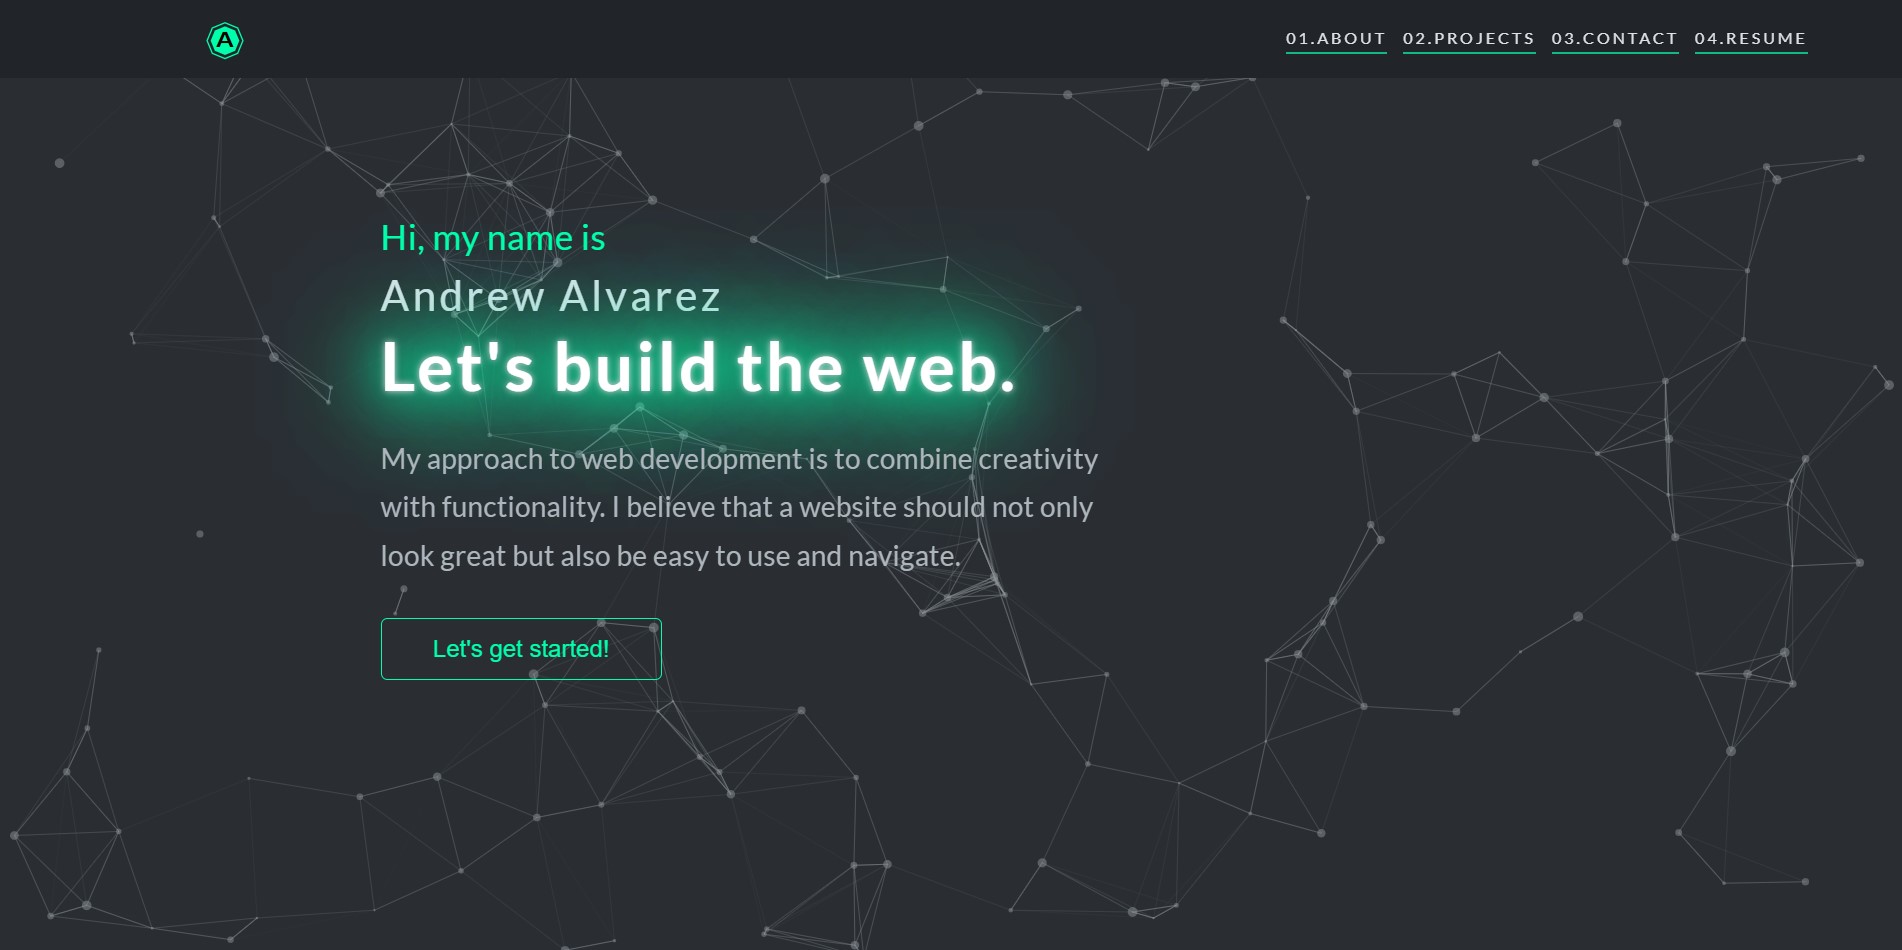 A
01.ABOUT 02.PROJECTS 03.CONTACT 04.RESUME
Hi, my name is
Andrew Alvarez
Let's build the web.
My approach to web development is to combine creativity
with functionality. I believe that a website should not only
look great but also be easy to use and navigate.
Let's get started!